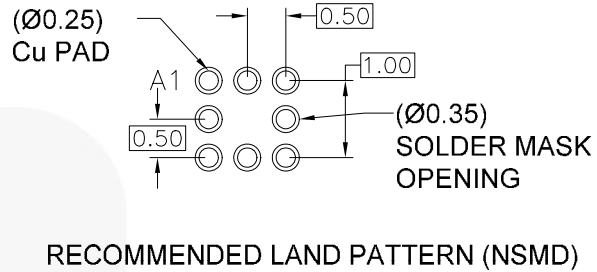 (Ø0.25)
Cu PAD
0.50
1.00
A1
0.50
(Ø0.35)
SOLDER MASK
OPENING
RECOMMENDED LAND PATTERN (NSMD)